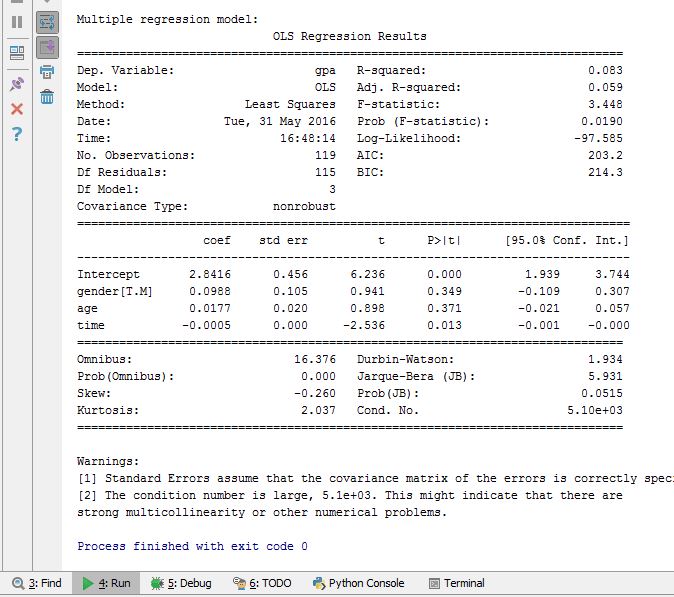 Multiple regression model:
OLS Regression Results
==============================================================================
Dep. Variable: gpa R-squared: 0.083
Model: OLS Adj. R-squared: 0.059
Method: Least Squares F-statistic: 3.448
Date: Tue, 31 May 2016 Prob (F-statistic): 0.0190
Time: 16:48:14 Log-Likelihood: -97.585
No. Observations: 119 AIC: 203.2
Df Residuals: 115 BIC: 214.3
Df Model: 3
Covariance Type: nonrobust
===============================================================================
coef std err t P>|t| [95.0% Conf. Int.]
-------------------------------------------------------------------------------
Intercept 2.8416 0.456 6.236 0.000 1.939 3.744
gender[T.M] 0.0988 0.105 0.941 0.349 -0.109 0.307
age 0.0177 0.020 0.898 0.371 -0.021 0.057
time -0.0005 0.000 -2.536 0.013 -0.001 -0.000
==============================================================================
Omnibus: 16.376 Durbin-Watson: 1.934
Prob(Omnibus): 0.000 Jarque-Bera (JB): 5.931
Skew: -0.260 Prob(JB): 0.0515
Kurtosis: 2.037 Cond. No. 5.10e+03
==============================================================================
Warnings:
[1] Standard Errors assume that the covariance matrix of the errors is correctly speci
[2] The condition number is large, 5.1e+03. This might indicate that there are
strong multicollinearity or other numerical problems.
Process finished with exit code 0
3: Find 4: Run 5: Debug 6: TODO Python Console Terminal